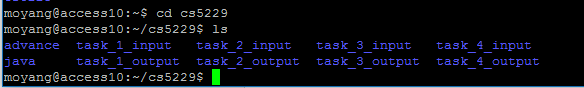 moyang@access10:~$ cd cs5229
moyang@access10:~/cs5229$ ls
advance  task_1_input   task_2_input   task_3_input   task_4_input
java     task_1_output  task_2_output  task_3_output  task_4_output
moyang@access10:~/cs5229$